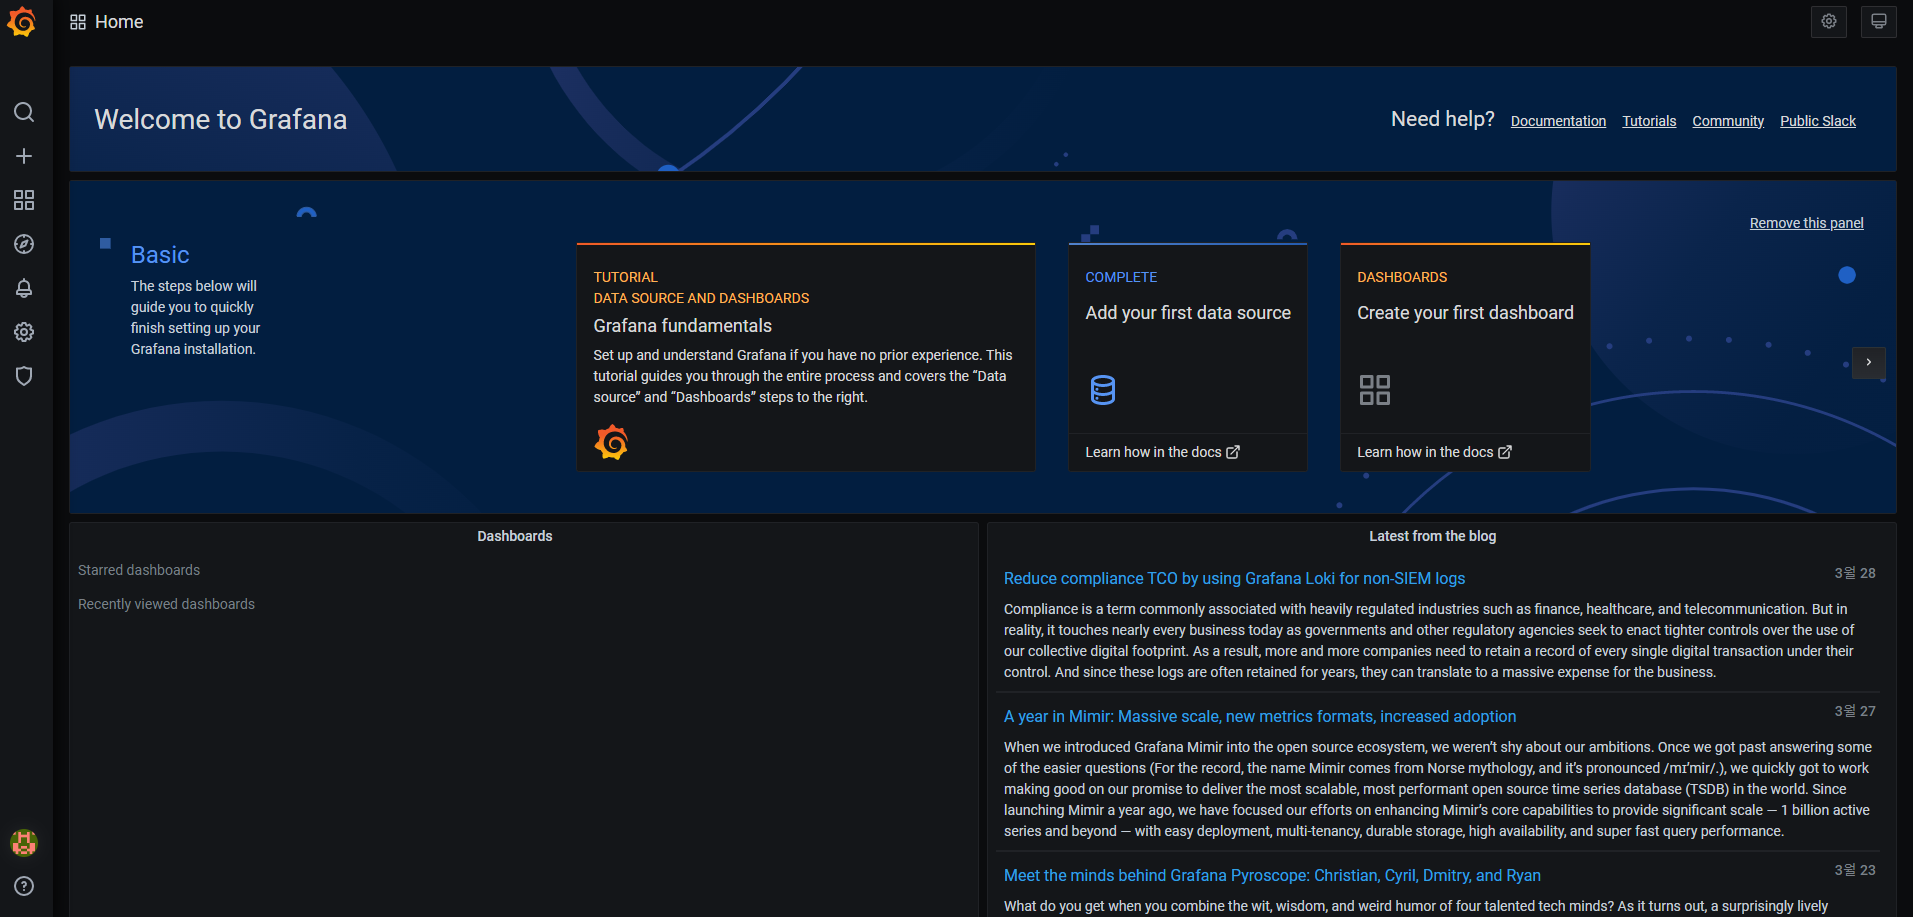 Home
Welcome to Grafana
Need help? Documentation Tutorials Community Public Slack
Remove this panel
Basic
The steps below will
guide you to quickly
finish setting up your
Grafana installation.
TUTORIAL
DATA SOURCE AND DASHBOARDS
Grafana fundamentals
Set up and understand Grafana if you have no prior experience. This
tutorial guides you through the entire process and covers the “Data
source” and “Dashboards” steps to the right.
COMPLETE
Add your first data source
Learn how in the docs
DASHBOARDS
Create your first dashboard
Learn how in the docs
Dashboards
Starred dashboards
Recently viewed dashboards
Latest from the blog
Reduce compliance TCO by using Grafana Loki for non-SIEM logs
3월 28
Compliance is a term commonly associated with heavily regulated industries such as finance, healthcare, and telecommunication. But in
reality, it touches nearly every business today as governments and other regulatory agencies seek to enact tighter controls over the use of
our collective digital footprint. As a result, more and more companies need to retain a record of every single digital transaction under their
control. And since these logs are often retained for years, they can translate to a massive expense for the business.
A year in Mimir: Massive scale, new metrics formats, increased adoption
3월 27
When we introduced Grafana Mimir into the open source ecosystem, we weren’t shy about our ambitions. Once we got past answering some
of the easier questions (For the record, the name Mimir comes from Norse mythology, and it’s pronounced /mɪ’mir/.), we quickly got to work
making good on our promise to deliver the most scalable, most performant open source time series database (TSDB) in the world. Since
launching Mimir a year ago, we have focused our efforts on enhancing Mimir’s core capabilities to provide significant scale — 1 billion active
series and beyond — with easy deployment, multi-tenancy, durable storage, high availability, and super fast query performance.
Meet the minds behind Grafana Pyroscope: Christian, Cyril, Dmitry, and Ryan
3월 23
What do you get when you combine the wit, wisdom, and weird humor of four talented tech minds? As it turns out, a surprisingly lively